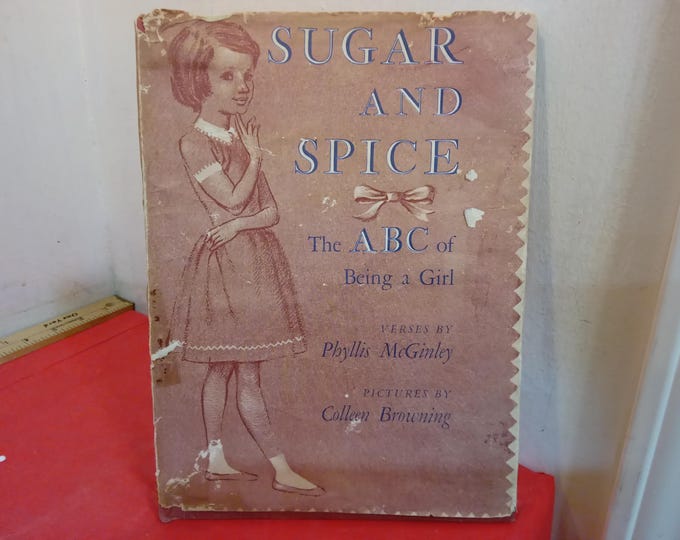 SUGAR
AND
SPICE
The ABC of
Being a Girl
VERSES BY
Phyllis McGinley
PICTURES BY
Colleen Browning